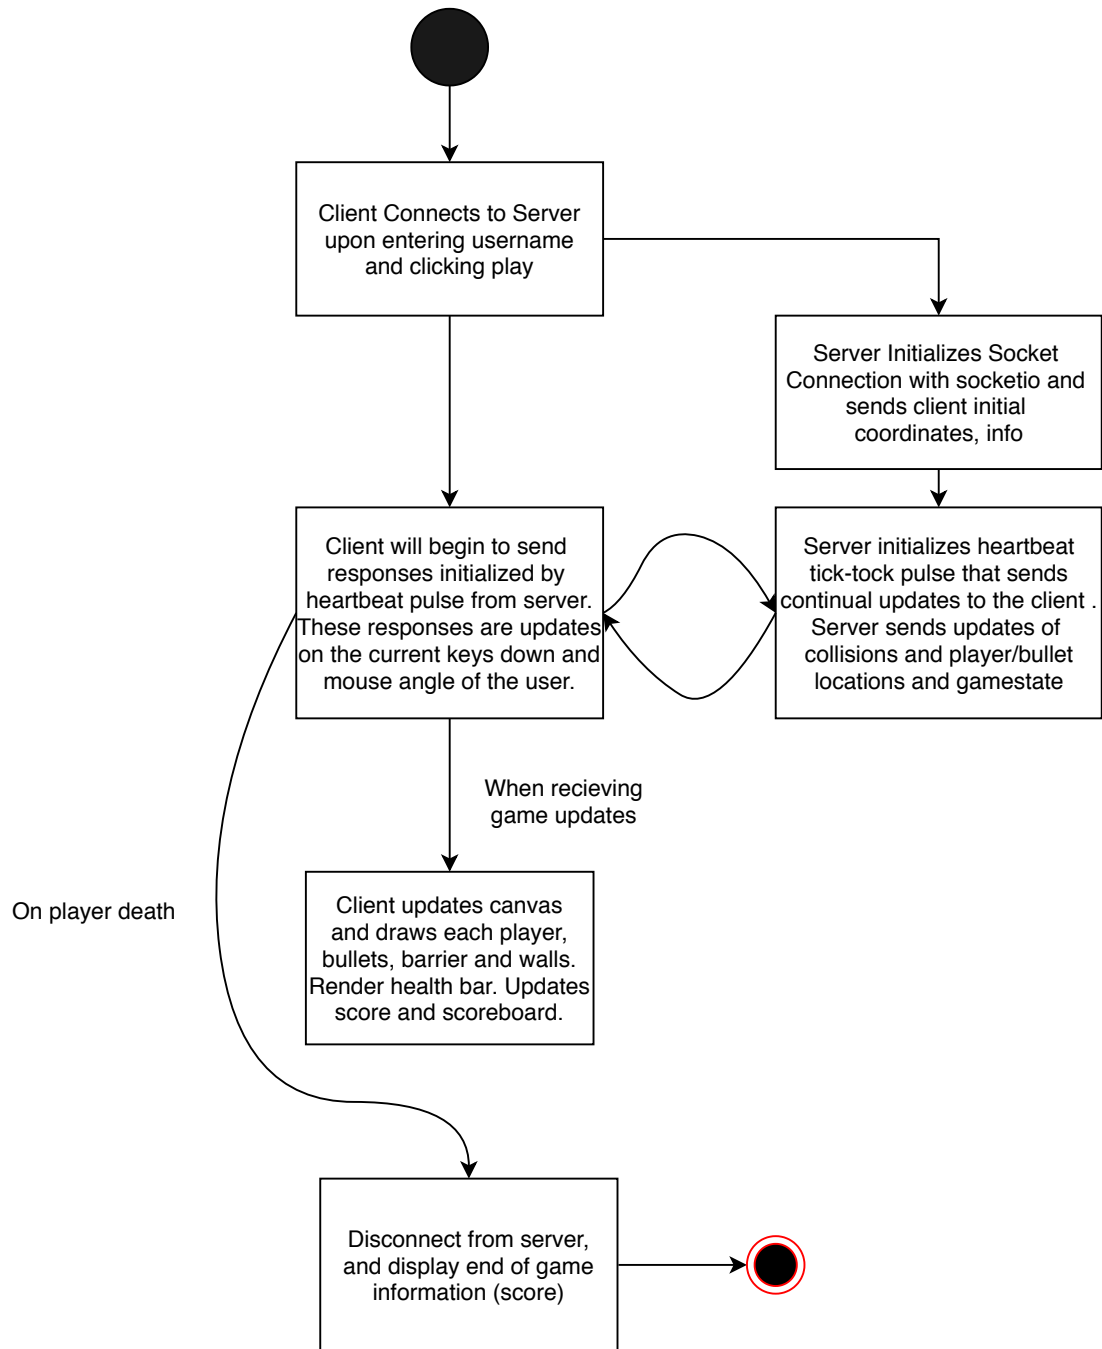 Client Connects to Server
upon entering username
and clicking play
Server Initializes Socket
Connection with socketio and
sends client initial
coordinates, info
Client will begin to send
responses initialized by
heartbeat pulse from server.
These responses are updates
on the current keys down and
mouse angle of the user.
Server initializes heartbeat
tick-tock pulse that sends
continual updates to the client .
Server sends updates of
collisions and player/bullet
locations and gamestate
When recieving
game updates
On player death
Client updates canvas
and draws each player,
bullets, barrier and walls.
Render health bar. Updates
score and scoreboard.
Disconnect from server,
and display end of game
information (score)